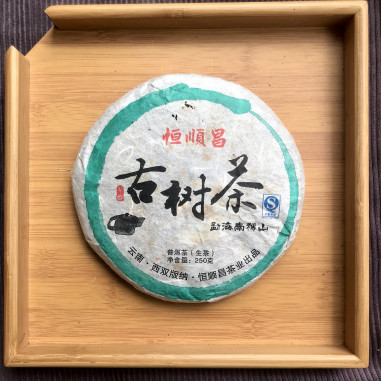 恒順昌
古树茶
勐海南糯山
普洱茶（生茶）
净含量:250克
云南·西双版纳·恒顺昌茶业出品